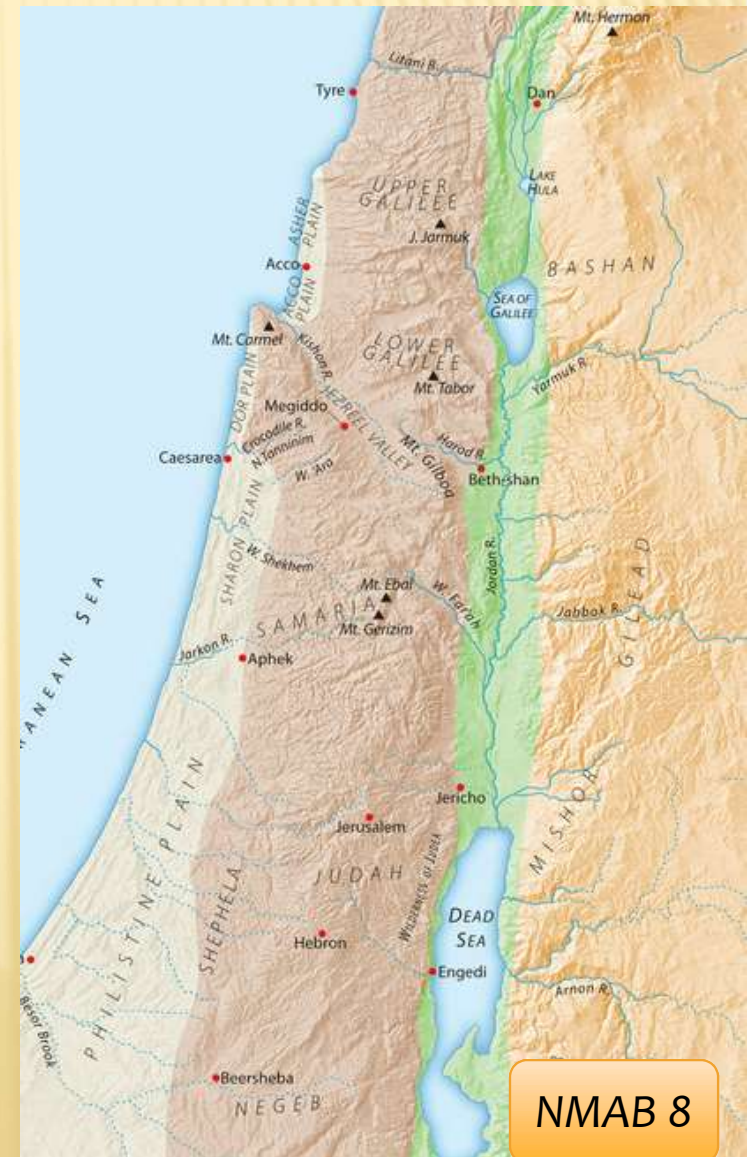 Mt. Hermon
Litani R.
Tyre
Dan
LAKE
HULA
UPPER
GALILEE
J. Jarmuk
ASHER
PLAIN
BASHAN
Acco
ACCO
PLAIN
SEA OF
GALILEE
Mt. Carmel
Kishon R.
LOWER
GALILEE
Mt. Tabor
Yarmuk R.
DOR PLAIN
Megiddo
JEZREEL VALLEY
Crocodile R.
N.Tanninim
Caesarea
Harod R.
Mt. Gilboa
Beth-shan
W. 'Ara
SHARON PLAIN
W. Shekhem
Jordan R.
GILEAD
Mt. Ebal
W. Far'ah
Jabbok R.
SAMARIA
Mt. Gerizim
Jarkon R.
Aphek
ANEAN SEA
Jericho
MISHOR
Jerusalem
PHILISTINE PLAIN
JUDAH
WILDERNESS OF JUDEA
SHEPHELA
DEAD
SEA
Hebron
Engedi
Arnon R.
Besor Brook
Beersheba
NEGEB
NMAB 8